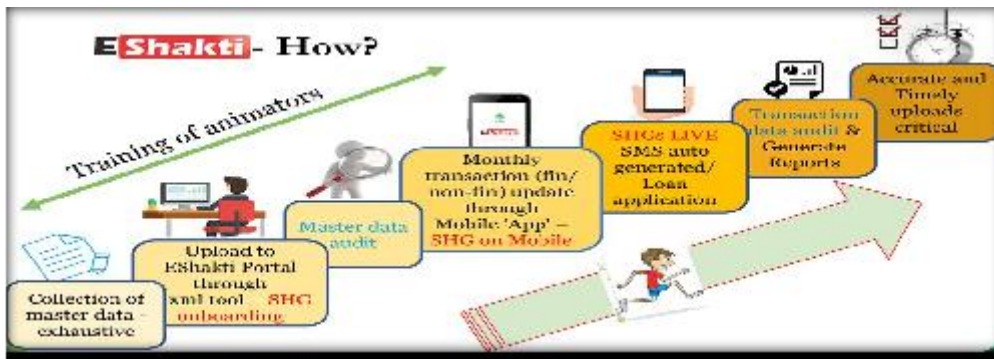 EShakti - How?
Training of animators
Collection of
master data -
exhaustive
Upload to
EShakti Portal
through
xml tool – SHG
onboarding
Master data
audit
Monthly
transaction (fin/
non-fin) update
through
Mobile 'App' –
SHG on Mobile
SHGs LIVE
SMS auto
generated/
Loan
application
Transaction
data audit &
Generate
Reports
Accurate and
Timely
uploads
critical